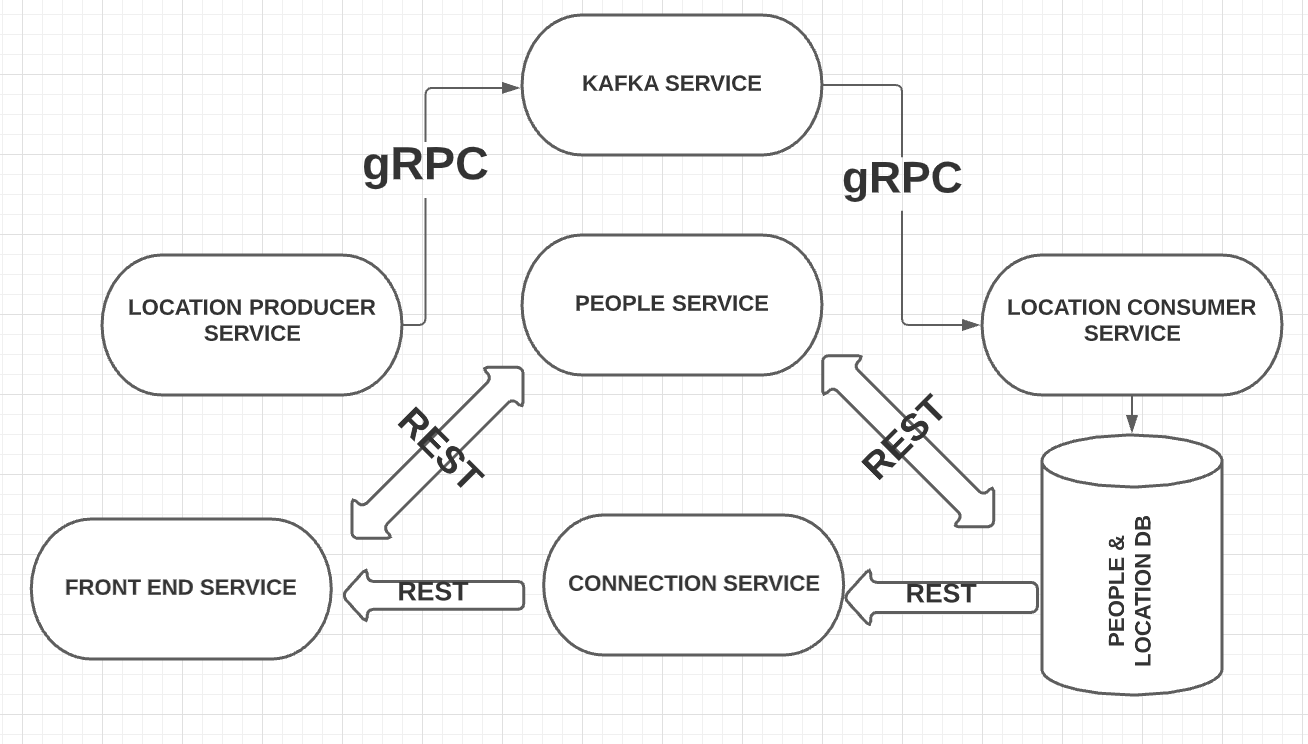 KAFKA SERVICE
gRPC
gRPC
LOCATION PRODUCER
SERVICE
PEOPLE SERVICE
LOCATION CONSUMER
SERVICE
REST
REST
FRONT END SERVICE
REST
CONNECTION SERVICE
REST
PEOPLE &
LOCATION DB